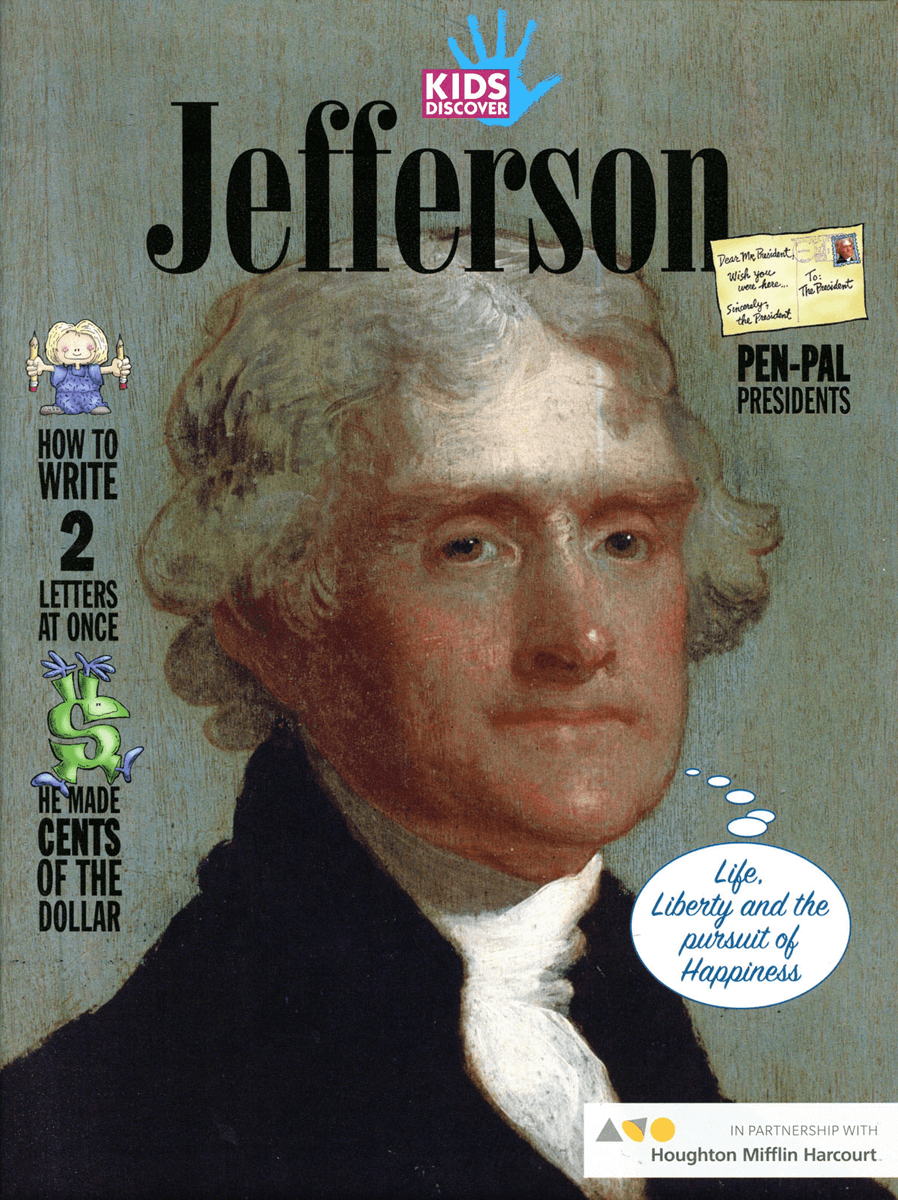 KIDS
DISCOVER
Jefferson
Dear Mr. President,
Wish you
were here...
Sincerely,
the President
To:
The President
PEN-PAL
PRESIDENTS
HOW TO
WRITE
2
LETTERS
AT ONCE
HE MADE
CENTS
OF THE
DOLLAR
Life,
Liberty and the
pursuit of
Happiness
IN PARTNERSHIP WITH
Houghton Mifflin Harcourt